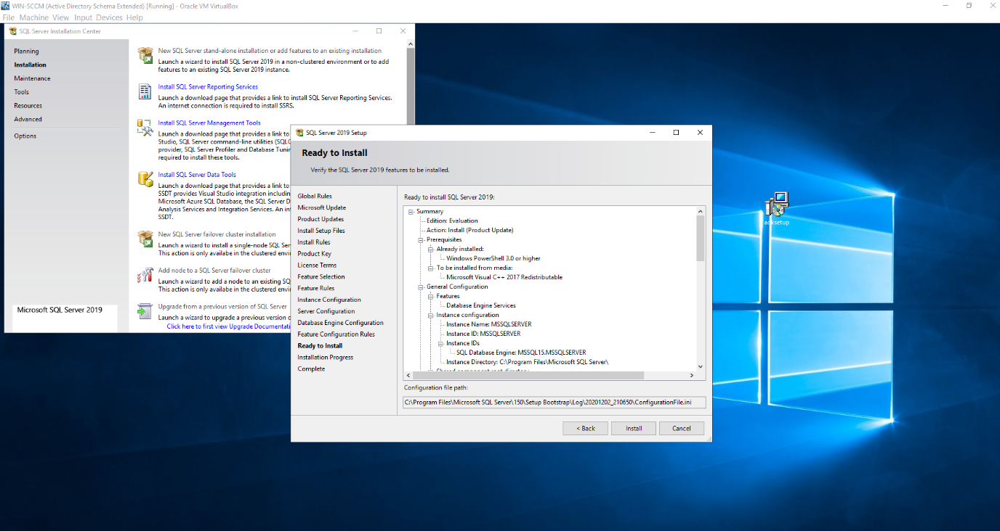 WIN-SCCM (Active Directory Schema Extended) [Running] - Oracle VM VirtualBox
File Machine View Input Devices Help
SQL Server Installation Center
Planning
Installation
Maintenance
Tools
Resources
Advanced
Options
Microsoft SQL Server 2019
New SQL Server stand-alone installation or add features to an existing installation
Launch a wizard to install SQL Server 2019 in a non-clustered environment or to add
features to an existing SQL Server 2019 instance.
Install SQL Server Reporting Services
Launch a download page that provides a link to install SQL Server Reporting Services.
An internet connection is required to install SSRS.
Install SQL Server Management Tools
Launch a download page that provides a link to
Studio, SQL Server command-line utilities (SQLC
provider, SQL Server Profiler and Database Tunin
required to install these tools.
Install SQL Server Data Tools
Launch a download page that provides a link to
SSDT provides Visual Studio integration includin
Microsoft Azure SQL Database, the SQL Server D
Analysis Services and Integration Services. An in
SSDT.
New SQL Server failover cluster installation
Launch a wizard to install a single-node SQL Ser
This action is only availabe in the clustered envi
Add node to a SQL Server failover cluster
Launch a wizard to add a node to an existing SQ
This action is only availabe in the clustered envi
Upgrade from a previous version of SQL Server
Launch a wizard to upgrade a previous version o
Click here to first view Upgrade Documentati
SQL Server 2019 Setup
Ready to Install
Verify the SQL Server 2019 features to be installed.
Global Rules
Microsoft Update
Product Updates
Install Setup Files
Install Rules
Product Key
License Terms
Feature Selection
Feature Rules
Instance Configuration
Server Configuration
Database Engine Configuration
Feature Configuration Rules
Ready to Install
Installation Progress
Complete
Ready to install SQL Server 2019:
Summary
Edition: Evaluation
Action: Install (Product Update)
Prerequisites
Already installed:
Windows PowerShell 3.0 or higher
To be installed from media:
Microsoft Visual C++ 2017 Redistributable
General Configuration
Features
Database Engine Services
Instance configuration
Instance Name: MSSQLSERVER
Instance ID: MSSQLSERVER
Instance IDs
SQL Database Engine: MSSQL15.MSSQLSERVER
Instance Directory: C:\Program Files\Microsoft SQL Server\
Shared component root directory
Configuration file path:
C:\Program Files\Microsoft SQL Server\150\Setup Bootstrap\Log\20201202_210650\ConfigurationFile.ini
< Back
Install
Cancel
adksetup